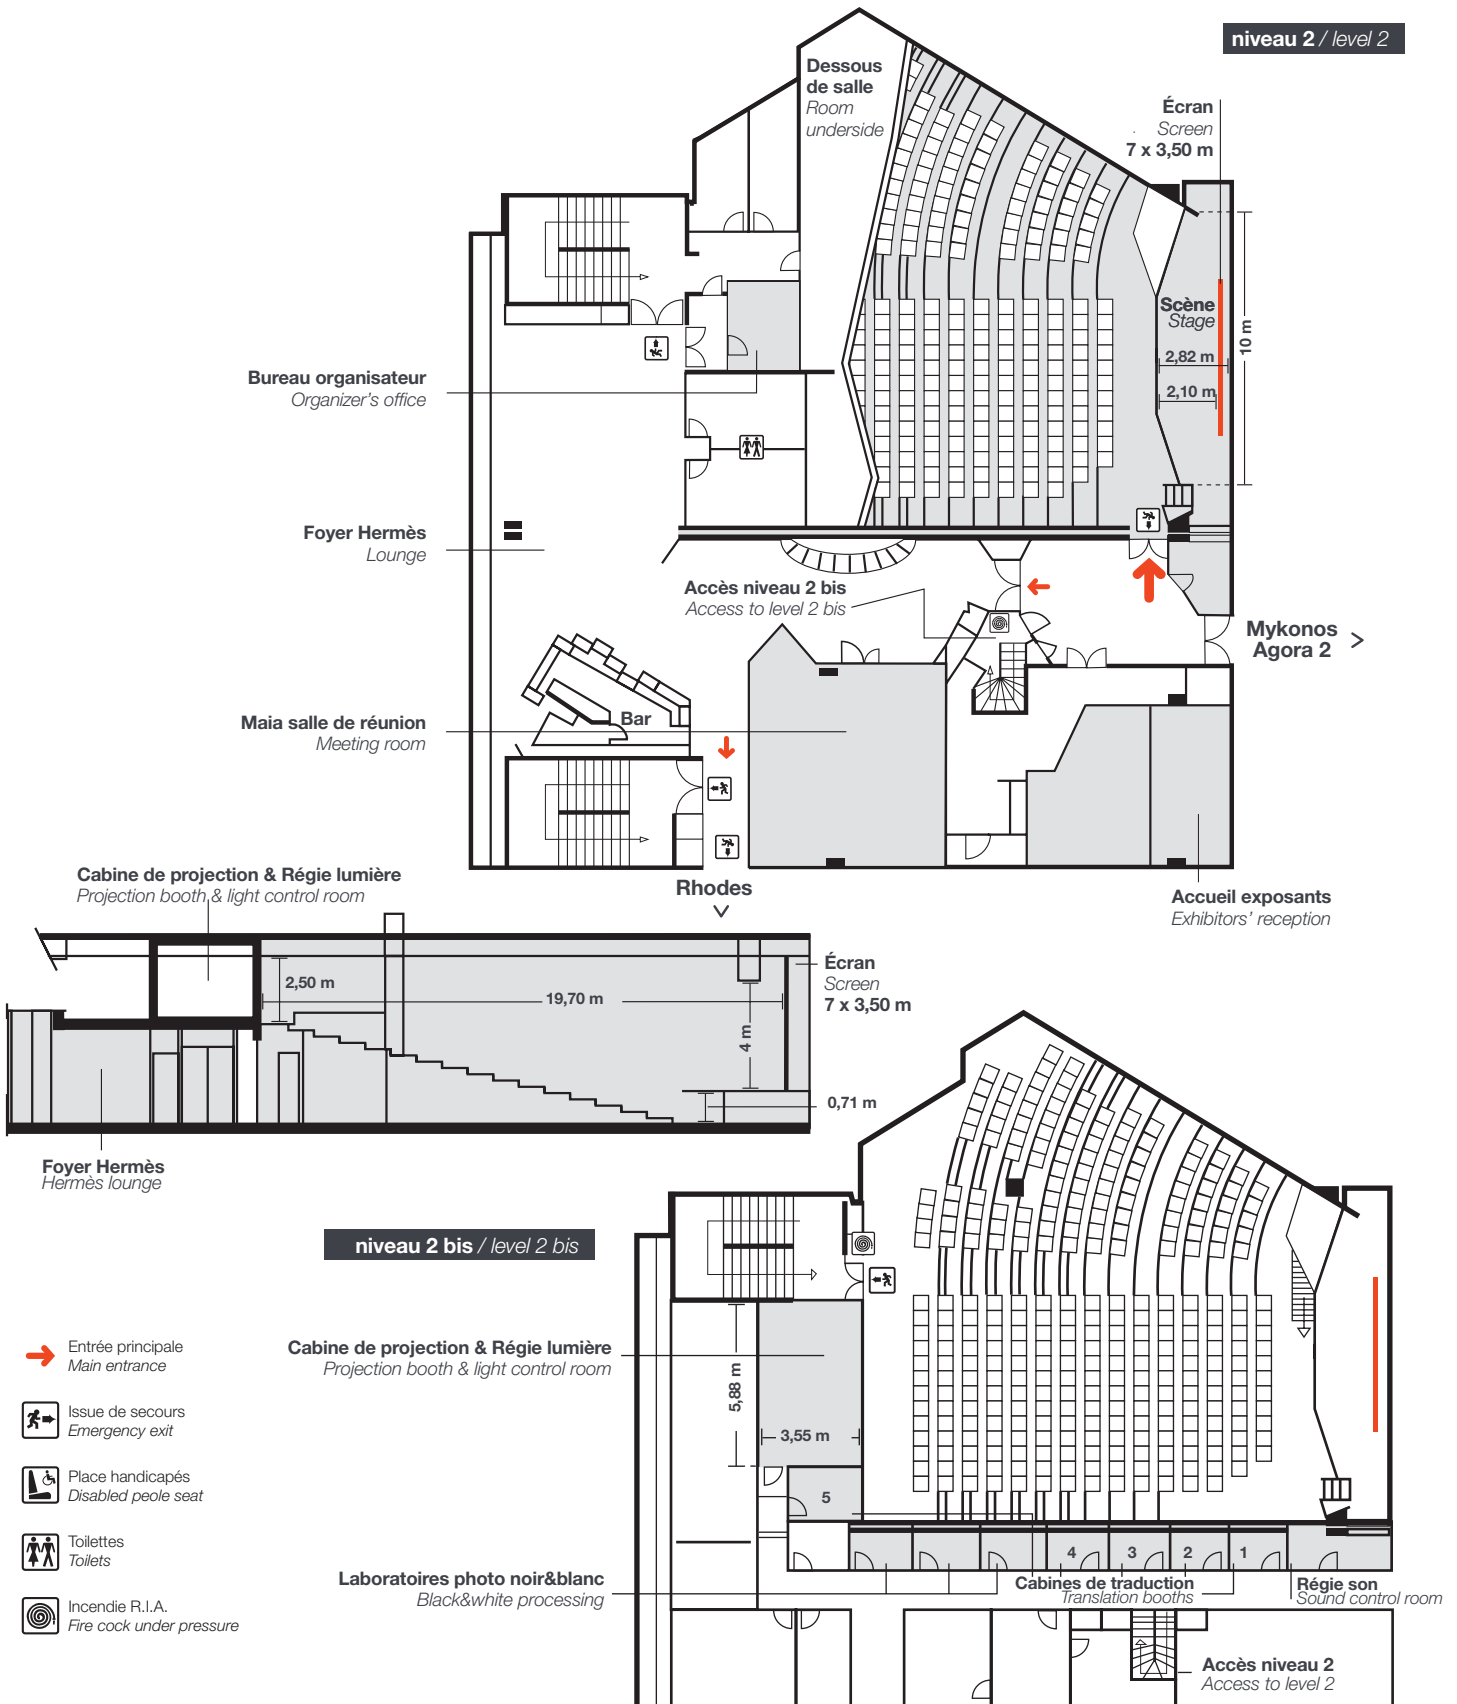 niveau 2 / level 2
Dessous
de salle
Room
underside
Écran
Screen
7 x 3,50 m
Scène
Stage
10 m
2,82 m
2,10 m
Bureau organisateur
Organizer's office
Foyer Hermès
Lounge
Accès niveau 2 bis
Access to level 2 bis
Mykonos
Agora 2 >
Maia salle de réunion
Meeting room
Bar
Rhodes
Accueil exposants
Exhibitors' reception
Cabine de projection & Régie lumière
Projection booth & light control room
2,50 m
19,70 m
4 m
0,71 m
Écran
Screen
7 x 3,50 m
Foyer Hermès
Hermès lounge
niveau 2 bis / level 2 bis
Cabine de projection & Régie lumière
Projection booth & light control room
5,88 m
3,55 m
5
4
3
2
1
Laboratoires photo noir&blanc
Black&white processing
Cabines de traduction
Translation booths
Régie son
Sound control room
Accès niveau 2
Access to level 2
Entrée principale
Main entrance
Issue de secours
Emergency exit
Place handicapés
Disabled peole seat
Toilettes
Toilets
Incendie R.I.A.
Fire cock under pressure